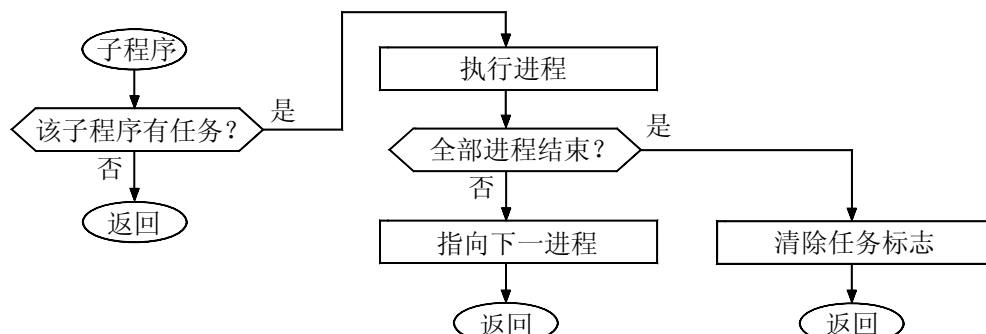 子程序
该子程序有任务？
是
否
返回
执行进程
全部进程结束？
是
否
指向下一进程
返回
清除任务标志
返回